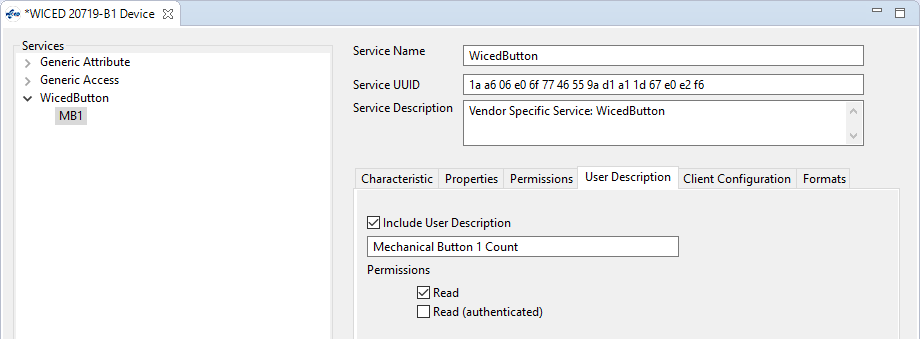 *WICED 20719-B1 Device
Services
Generic Attribute
Generic Access
WicedButton
MB1
Service Name
WicedButton
Service UUID
1a a6 06 e0 6f 77 46 55 9a d1 a1 1d 67 e0 e2 f6
Service Description
Vendor Specific Service: WicedButton
Characteristic Properties Permissions User Description Client Configuration Formats
Include User Description
Mechanical Button 1 Count
Permissions
Read
Read (authenticated)